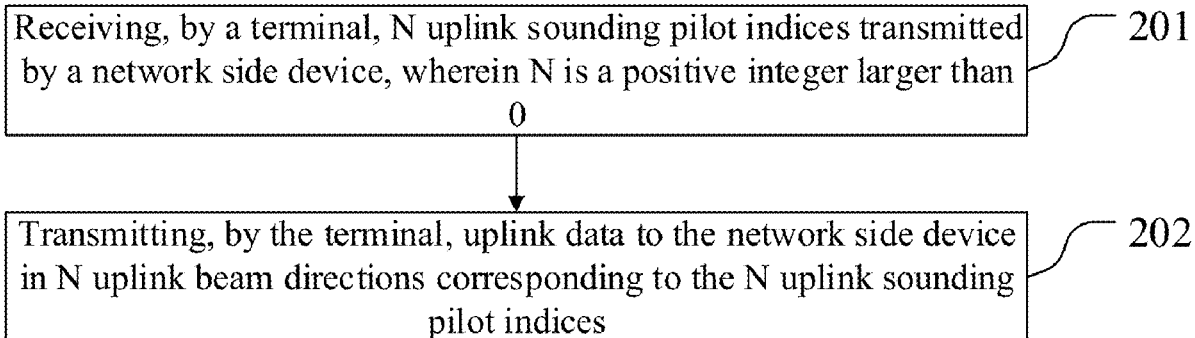 Receiving, by a terminal, N uplink sounding pilot indices transmitted
by a network side device, wherein N is a positive integer larger than
0
201
Transmitting, by the terminal, uplink data to the network side device
in N uplink beam directions corresponding to the N uplink sounding
pilot indices
202